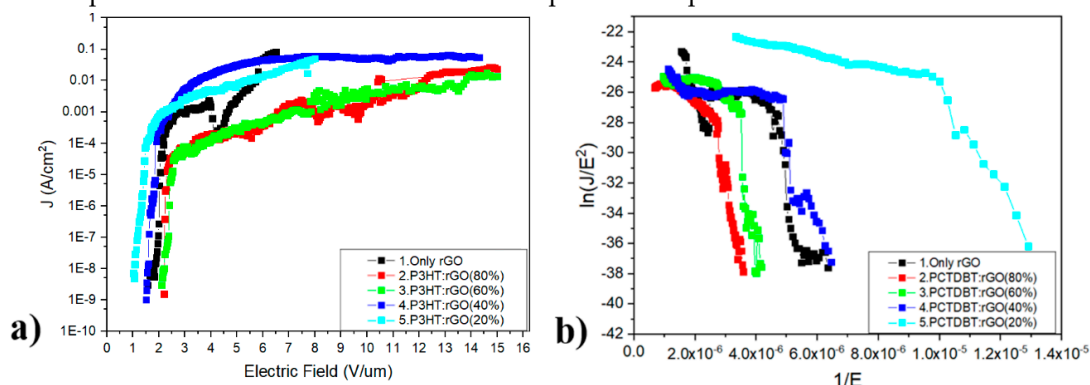 a)
J (A/cm²)
1
0.1
0.01
0.001
1E-4
1E-5
1E-6
1E-7
1E-8
1E-9
1E-10
1.Only rGO
2.P3HT:rGO(80%)
3.P3HT:rGO(60%)
4.P3HT:rGO(40%)
5.P3HT:rGO(20%)
0 1 2 3 4 5 6 7 8 9 10 11 12 13 14 15 16
Electric Field (V/um)
b)
ln(J/E²)
-22
-24
-26
-28
-30
-32
-34
-36
-38
-40
-42
1.Only rGO
2.PCTDBT:rGO(80%)
3.PCTDBT:rGO(60%)
4.PCTDBT:rGO(40%)
5.PCTDBT:rGO(20%)
0.0 2.0x10⁻⁶ 4.0x10⁻⁶ 6.0x10⁻⁶ 8.0x10⁻⁶ 1.0x10⁻⁵ 1.2x10⁻⁵ 1.4x10⁻⁵
1/E